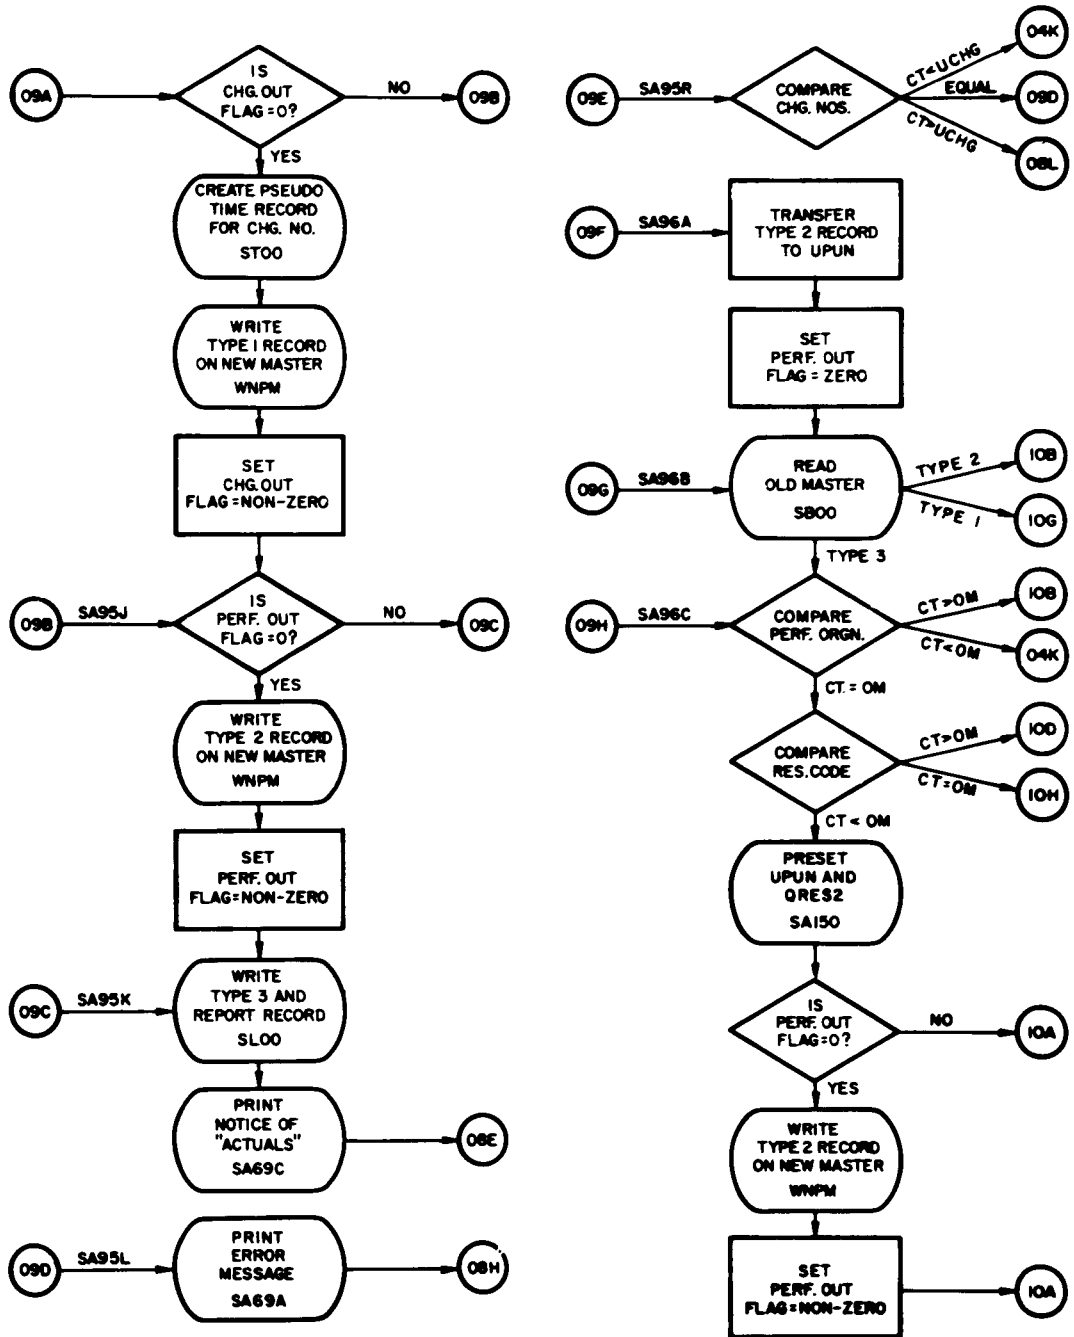 09A
IS
CHG. OUT
FLAG=0?
NO
09B
YES
CREATE PSEUDO
TIME RECORD
FOR CHG. NO.
ST00
WRITE
TYPE 1 RECORD
ON NEW MASTER
WNPM
SET
CHG. OUT
FLAG=NON-ZERO
09B
SA95J
IS
PERF. OUT
FLAG=0?
NO
09C
YES
WRITE
TYPE 2 RECORD
ON NEW MASTER
WNPM
SET
PERF. OUT
FLAG=NON-ZERO
09C
SA95K
WRITE
TYPE 3 AND
REPORT RECORD
SL00
PRINT
NOTICE OF
"ACTUALS"
SA69C
08E
09D
SA95L
PRINT
ERROR
MESSAGE
SA69A
08H
09E
SA95R
COMPARE
CHG. NOS.
CT<UCHG
04K
EQUAL
09D
CT>UCHG
08L
09F
SA96A
TRANSFER
TYPE 2 RECORD
TO UPUN
SET
PERF. OUT
FLAG = ZERO
09G
SA96B
READ
OLD MASTER
SB00
TYPE 2
10B
TYPE 1
10G
TYPE 3
09H
SA96C
COMPARE
PERF. ORGN.
CT>OM
10B
CT<OM
04K
CT. = OM
COMPARE
RES. CODE
CT>OM
10D
CT=OM
10H
CT < OM
PRESET
UPUN AND
QRES2
SA150
IS
PERF. OUT
FLAG=0?
NO
10A
YES
WRITE
TYPE 2 RECORD
ON NEW MASTER
WNPM
SET
PERF. OUT
FLAG=NON-ZERO
10A